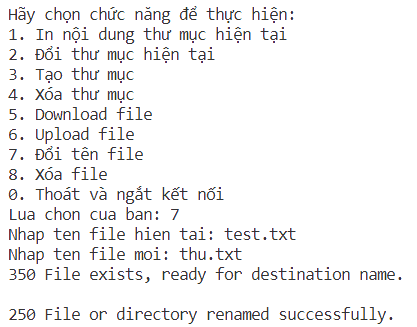 Hãy chọn chức năng để thực hiện:
1. In nội dung thư mục hiện tại
2. Đổi thư mục hiện tại
3. Tạo thư mục
4. Xóa thư mục
5. Download file
6. Upload file
7. Đổi tên file
8. Xóa file
0. Thoát và ngắt kết nối
Lua chon cua ban: 7
Nhap ten file hien tai: test.txt
Nhap ten file moi: thu.txt
350 File exists, ready for destination name.
250 File or directory renamed successfully.